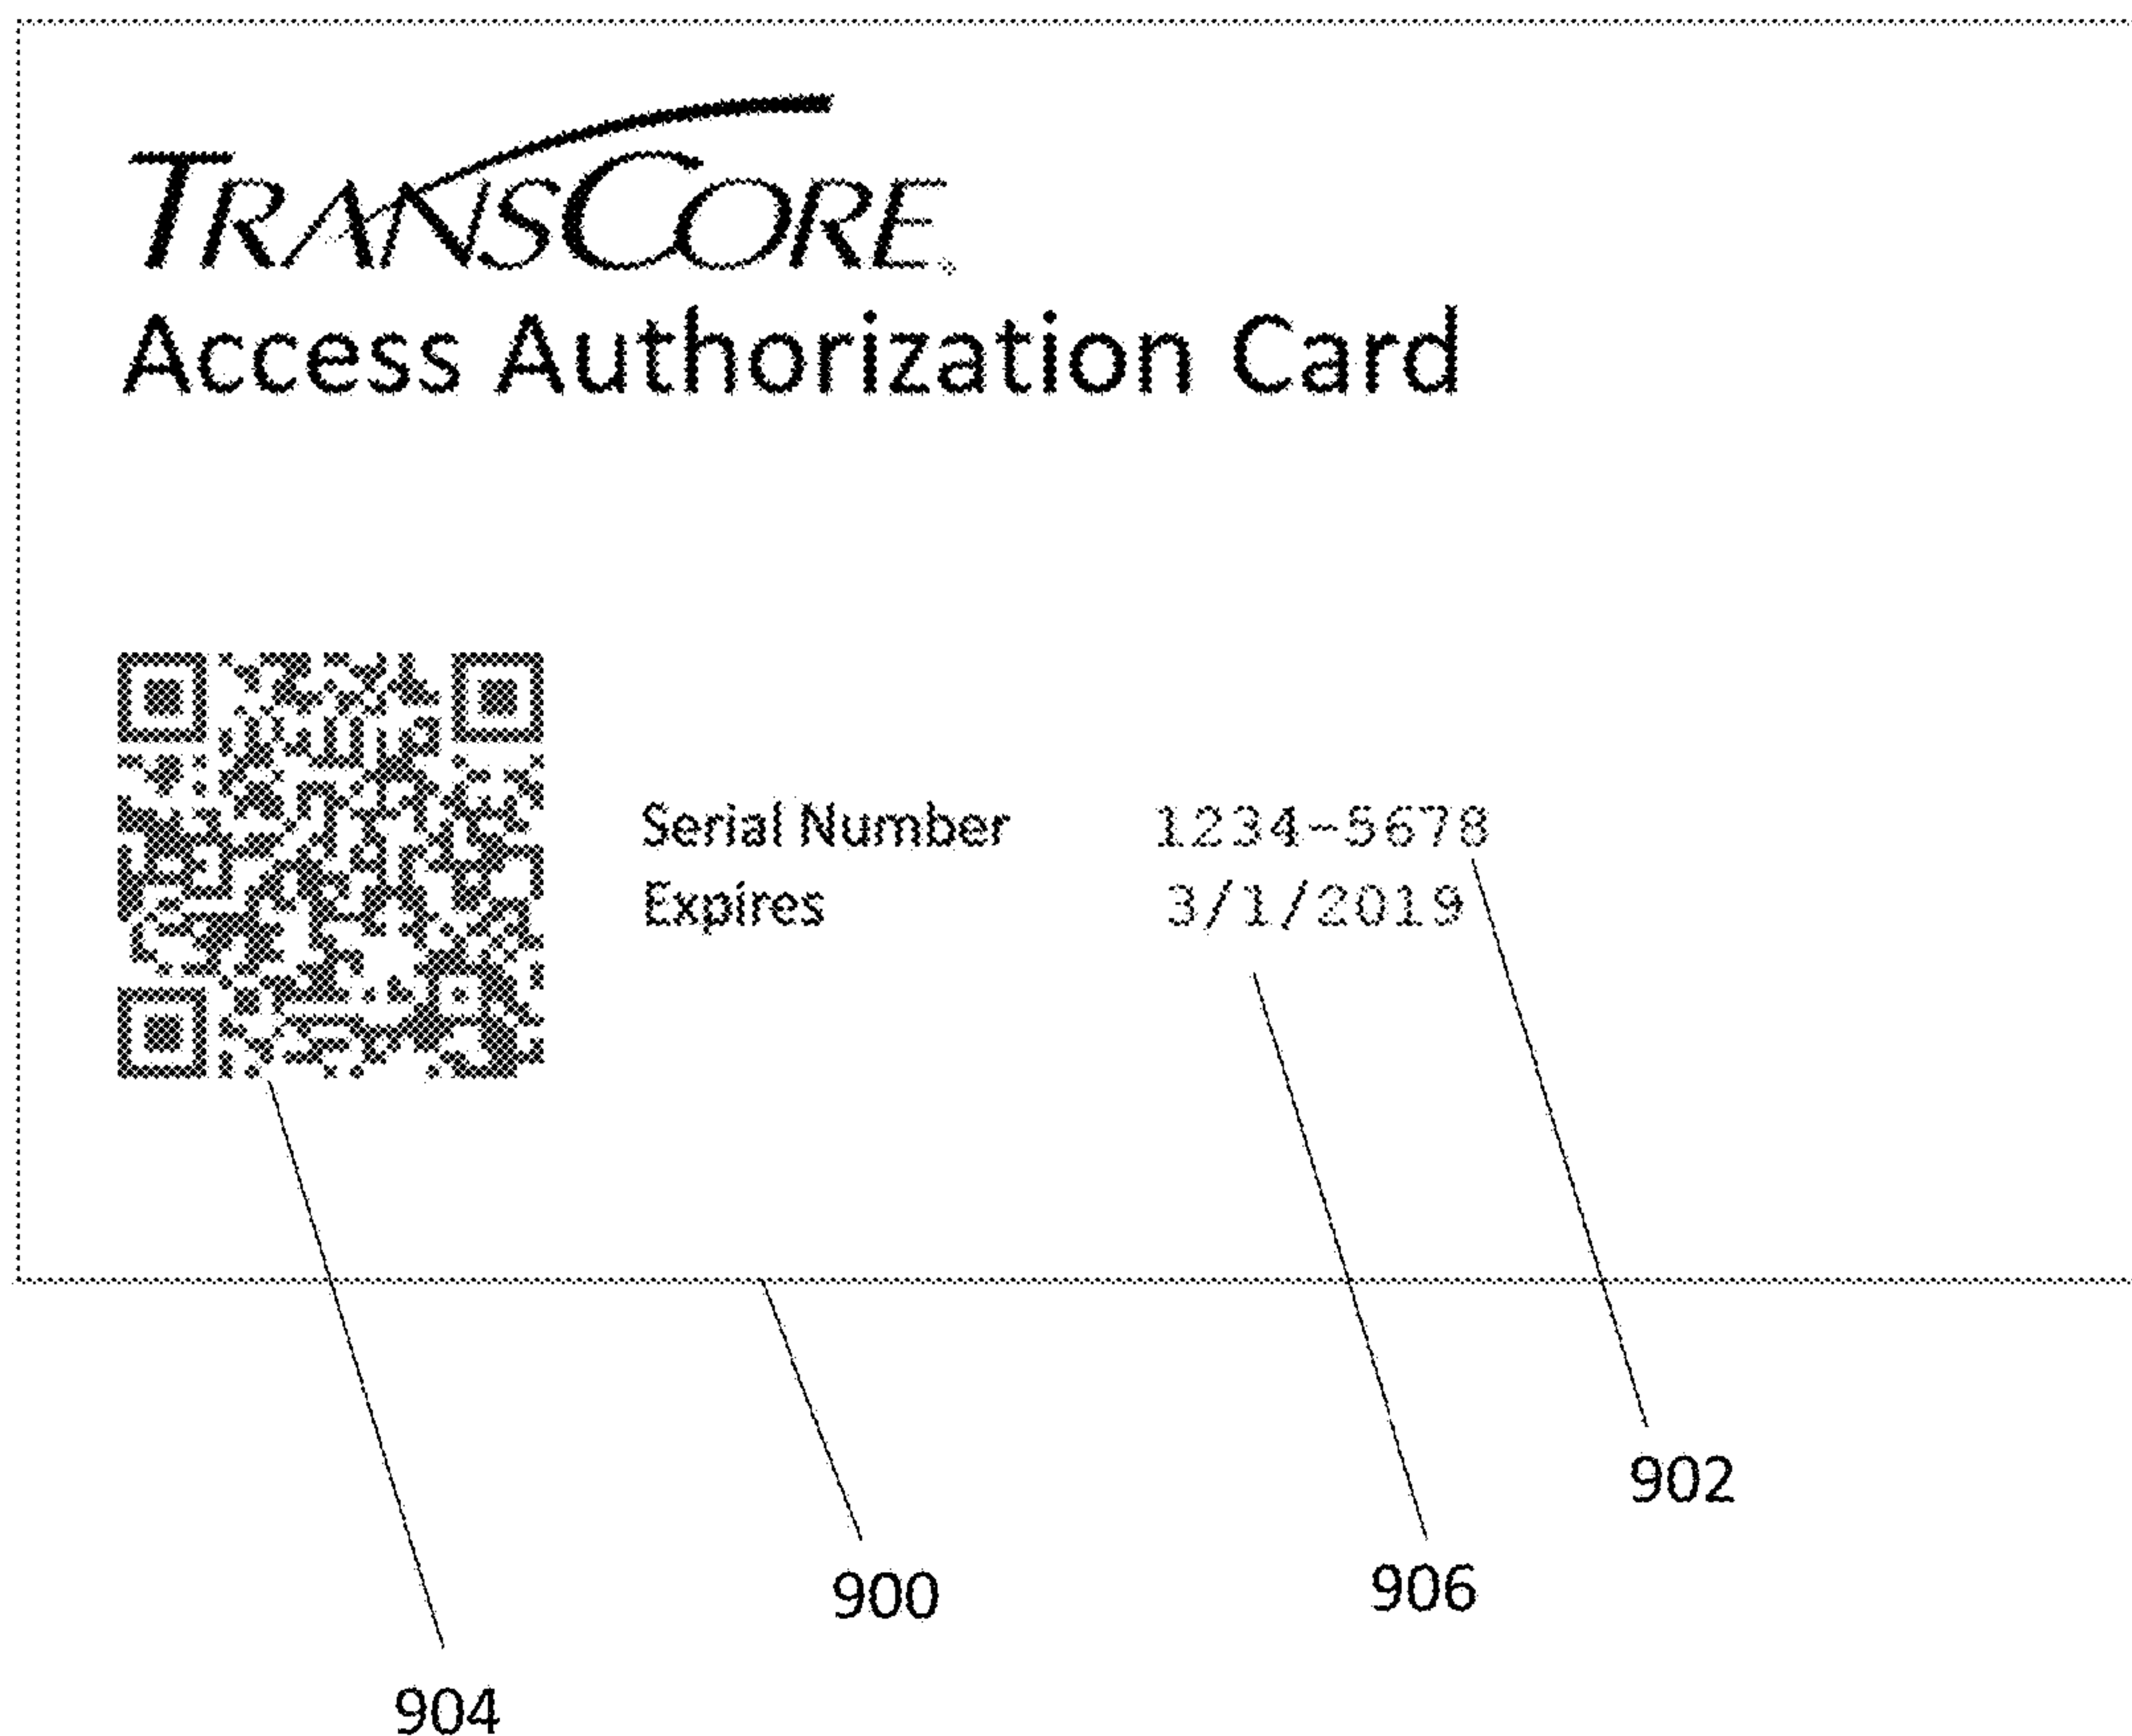 TRANSCORE
Access Authorization Card
Serial Number 1234-5678
Expires 3/1/2019
902
900
906
904